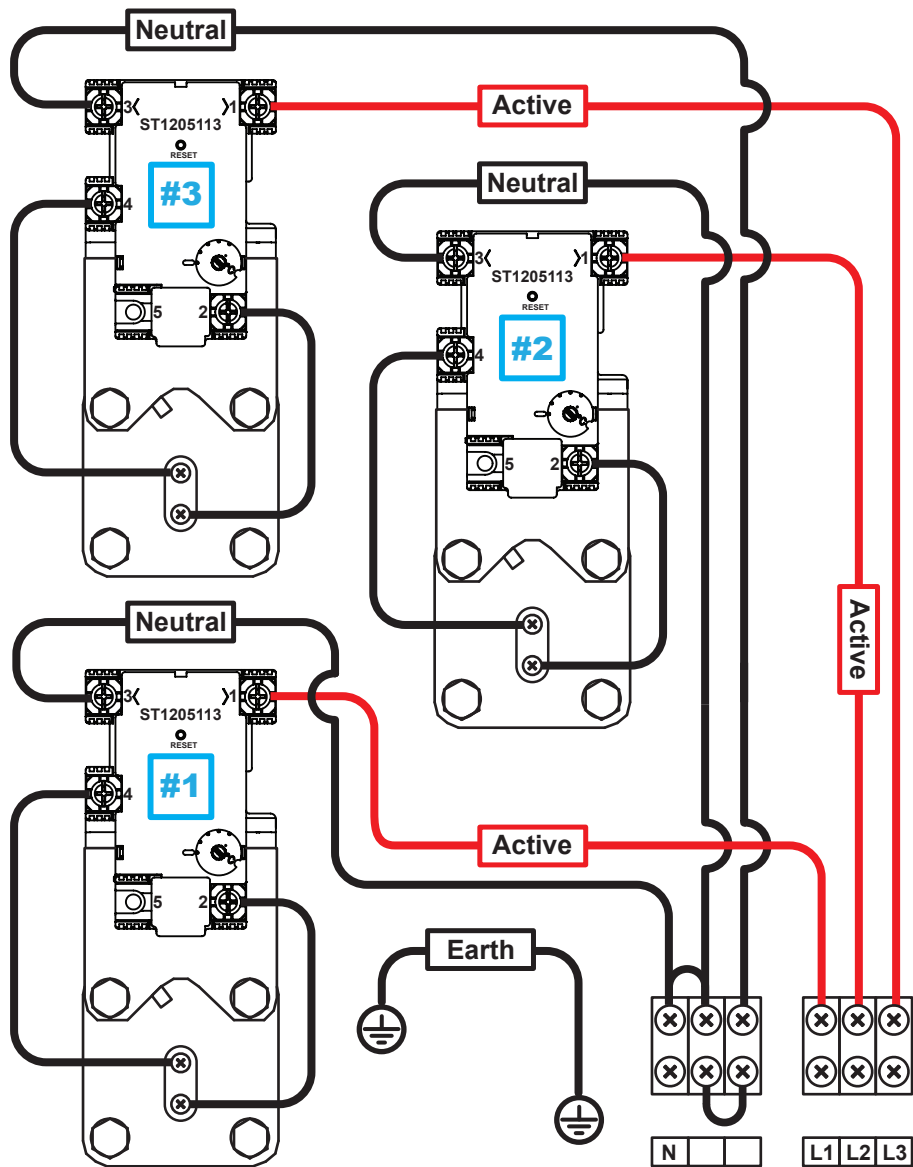 Neutral
3 1
Active
ST1205113
RESET
#3
4
5 2
Neutral
3 1
ST1205113
RESET
#2
4
5 2
Active
Neutral
3 1
ST1205113
RESET
#1
4
5 2
Active
Earth
N L1 L2 L3